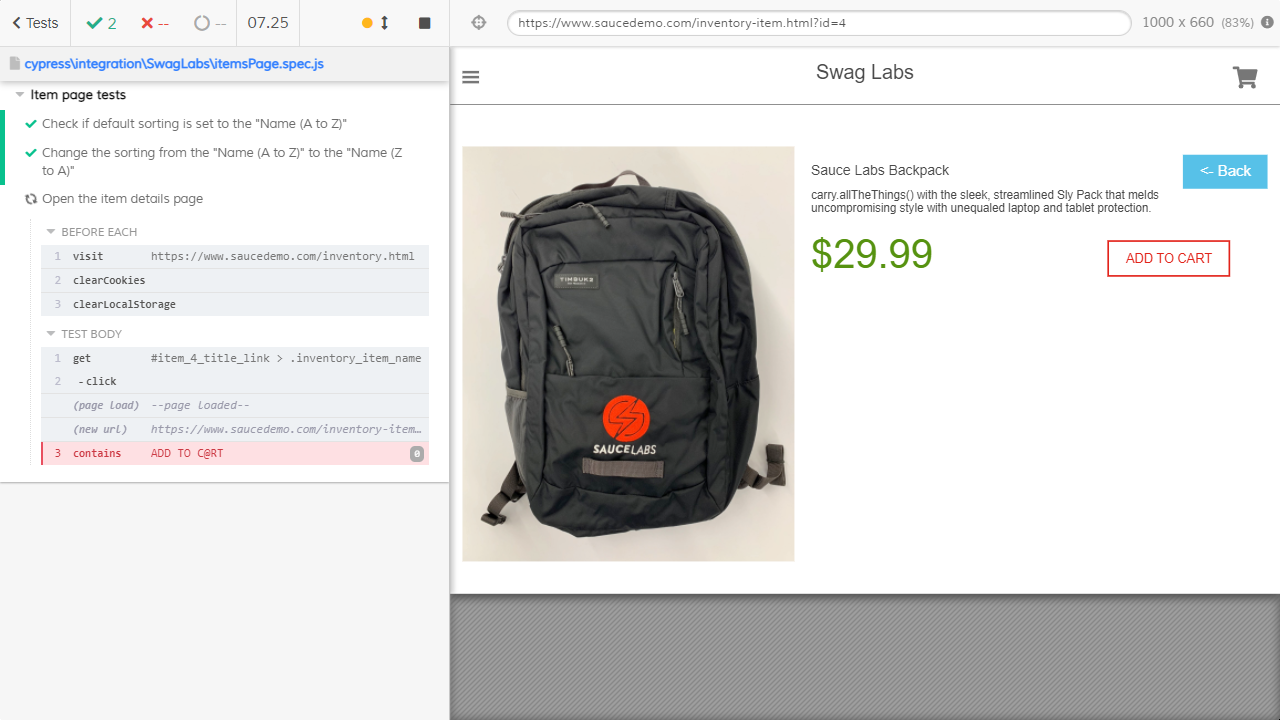 Tests 2 -- -- 07.25
cypress\integration\SwagLabs\itemsPage.spec.js
Item page tests
Check if default sorting is set to the "Name (A to Z)"
Change the sorting from the "Name (A to Z)" to the "Name (Z
to A)"
Open the item details page
BEFORE EACH
1 visit https://www.saucedemo.com/inventory.html
2 clearCookies
3 clearLocalStorage
TEST BODY
1 get #item_4_title_link > .inventory_item_name
2 - click
(page load) --page loaded--
(new url) https://www.saucedemo.com/inventory-item…
3 contains ADD TO C@RT 0
https://www.saucedemo.com/inventory-item.html?id=4
1000 x 660 (83%)
Swag Labs
TIMBUK2
SAUCELABS
Sauce Labs Backpack
<- Back
carry.allTheThings() with the sleek, streamlined Sly Pack that melds
uncompromising style with unequaled laptop and tablet protection.
$29.99
ADD TO CART